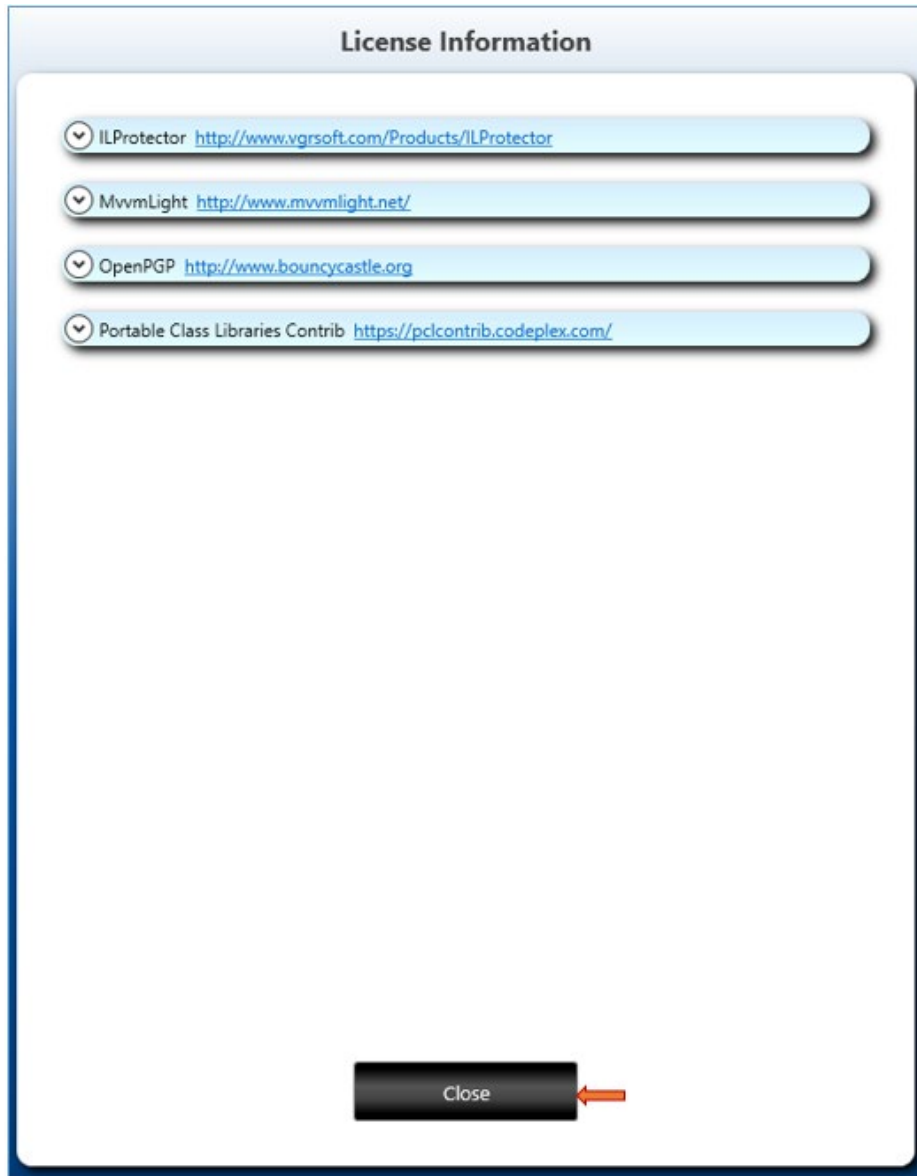 License Information
ILProtector http://www.vgrsoft.com/Products/ILProtector
MvvmLight http://www.mvvmlight.net/
OpenPGP http://www.bouncycastle.org
Portable Class Libraries Contrib https://pclcontrib.codeplex.com/
Close